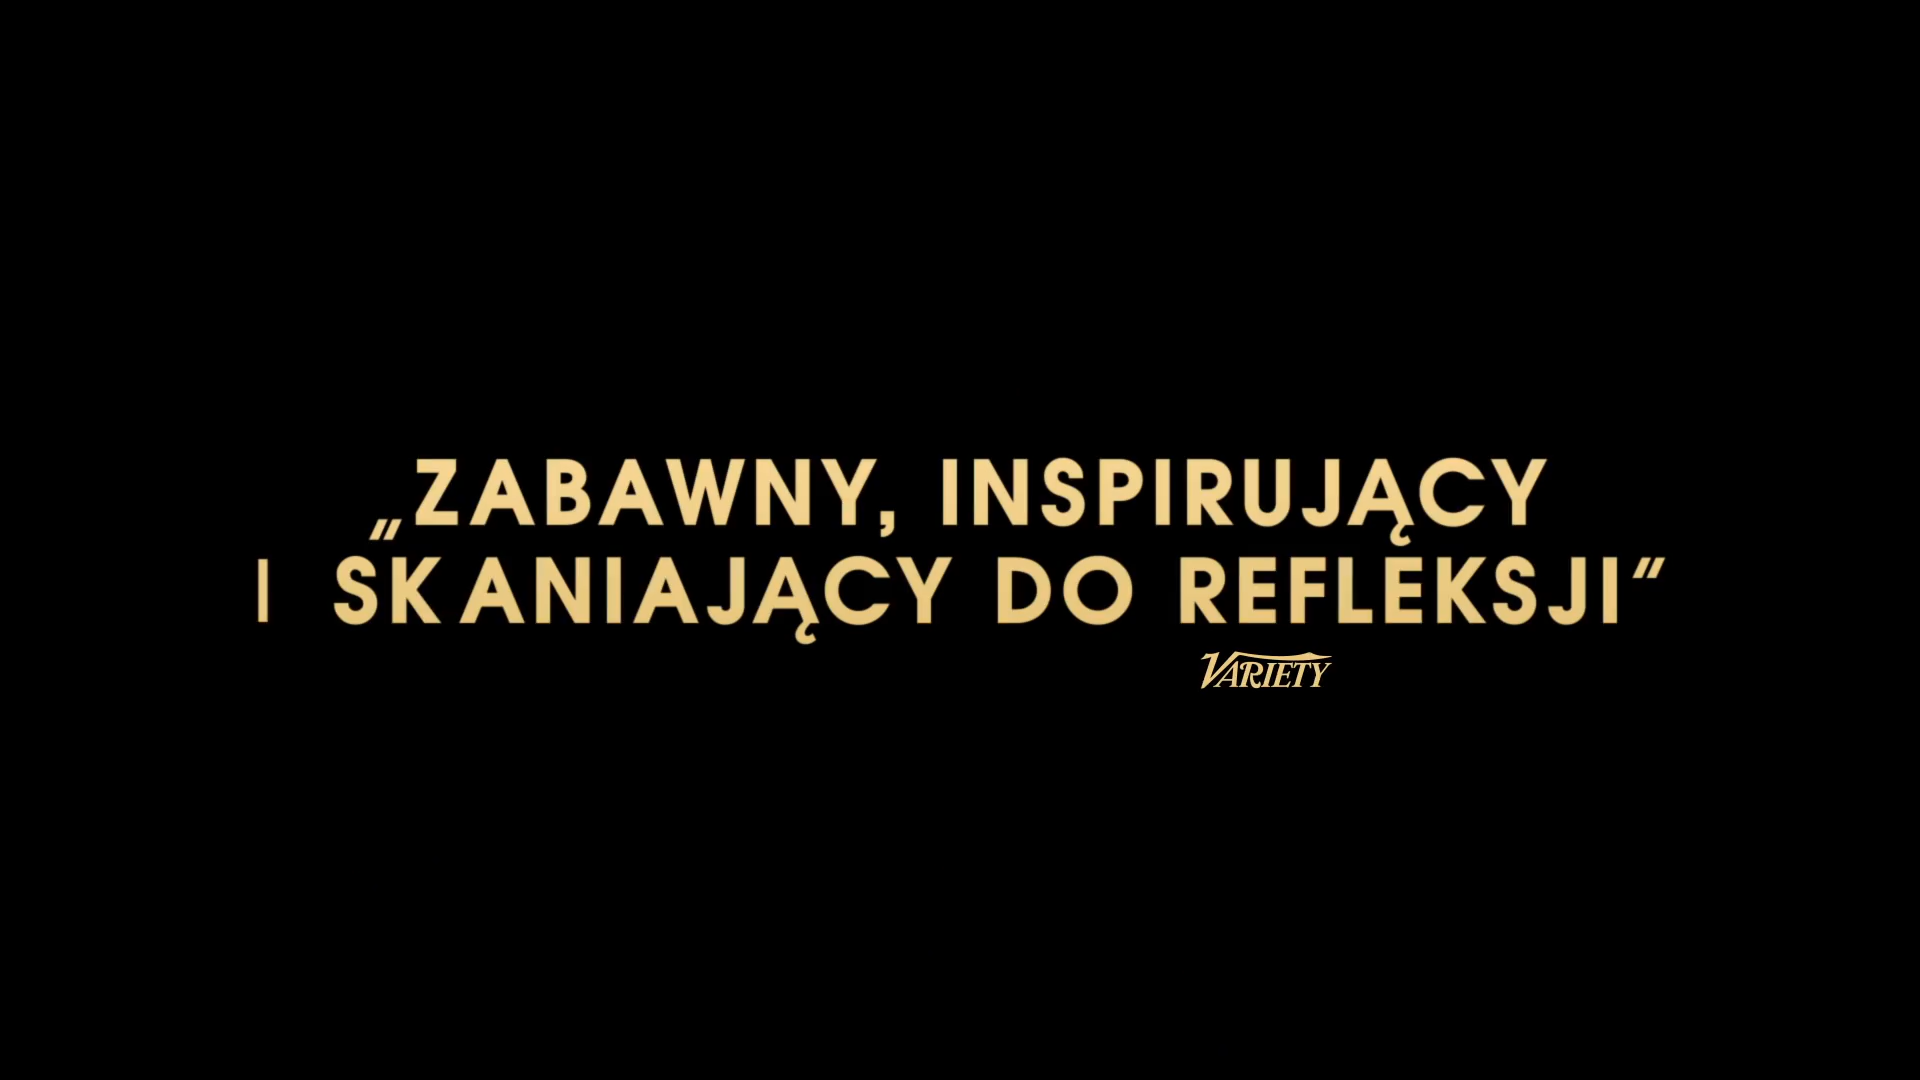 „ZABAWNY, INSPIRUJĄCY
I SKANIAJĄCY DO REFLEKSJI”
VARIETY